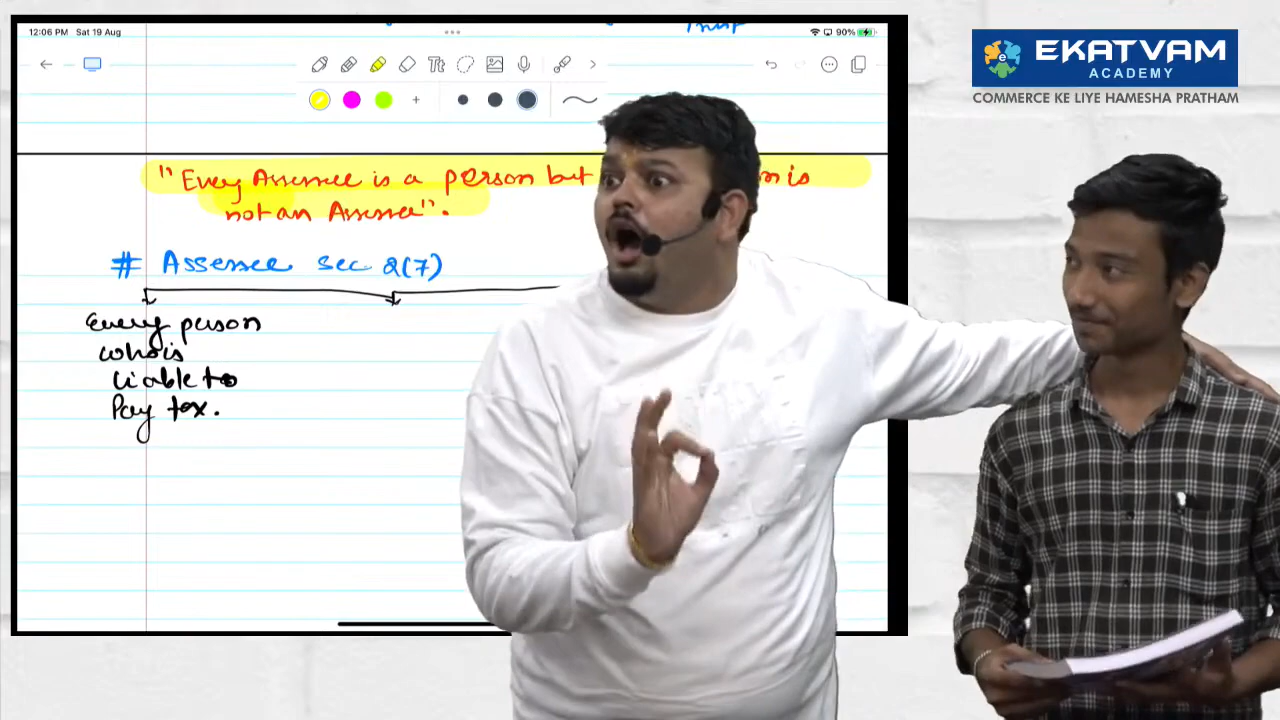 12:06 PM Sat 19 Aug
90%
EKATVAM
ACADEMY
COMMERCE KE LIYE HAMESHA PRATHAM
"Every Assessee is a person but is
not an Assessee".
# Assessee sec 2(7)
Every person
who is
liable to
Pay tax.